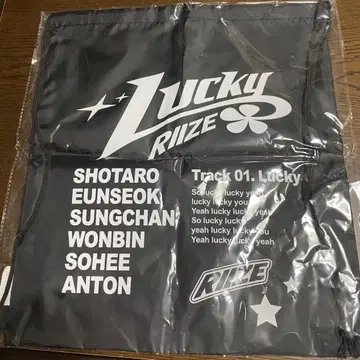 Lucky
RIIZE
SHOTARO
EUNSEOK
SUNGCHAN
WONBIN
SOHEE
ANTON
Track 01. Lucky
So lucky lucky yeah
lucky lucky you
Yeah lucky lucky yeah
So lucky lucky
yeah lucky lucky you
Yeah lucky lucky yeah
RIIZE